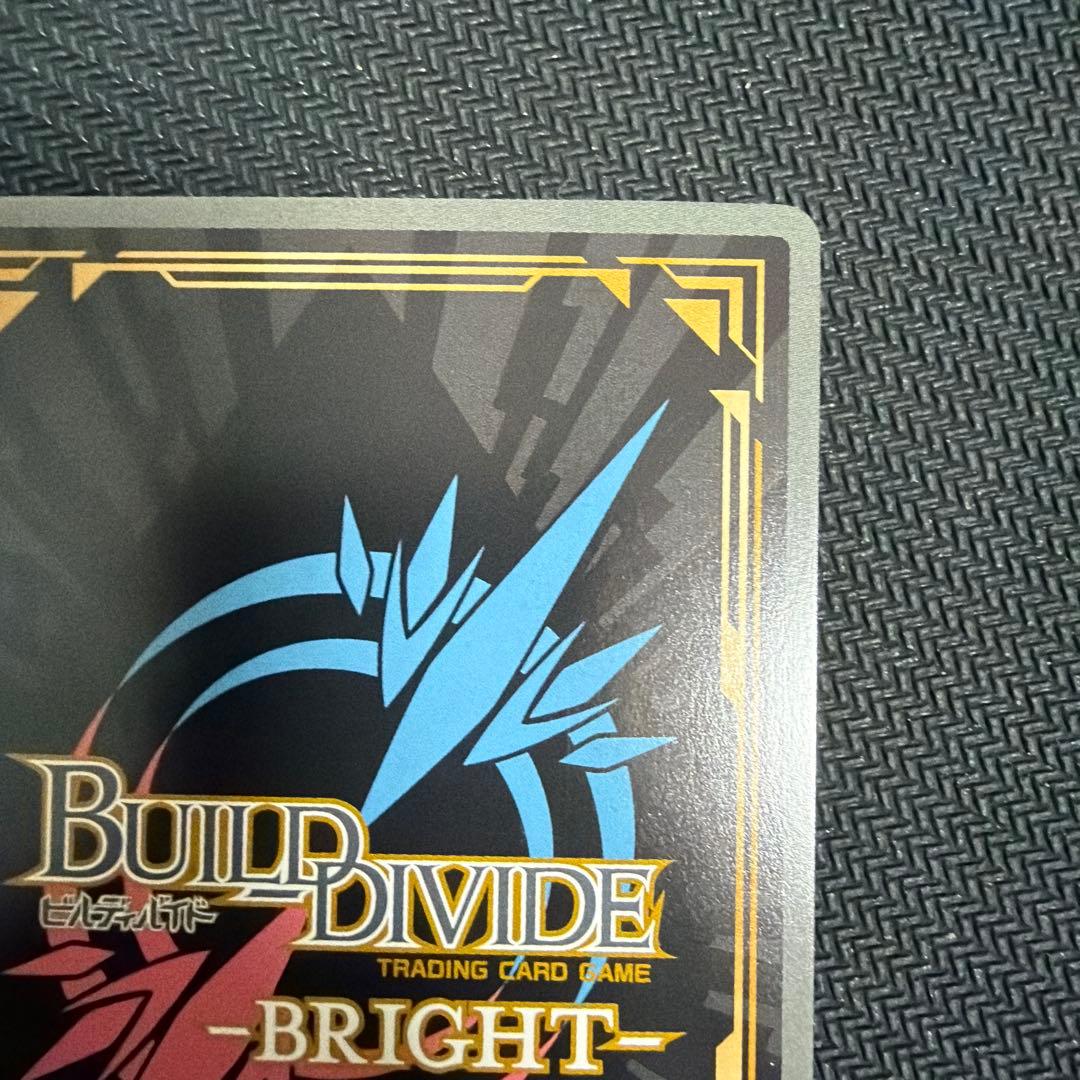 BUILD DIVIDE
ビルディバイド
TRADING CARD GAME
-BRIGHT-